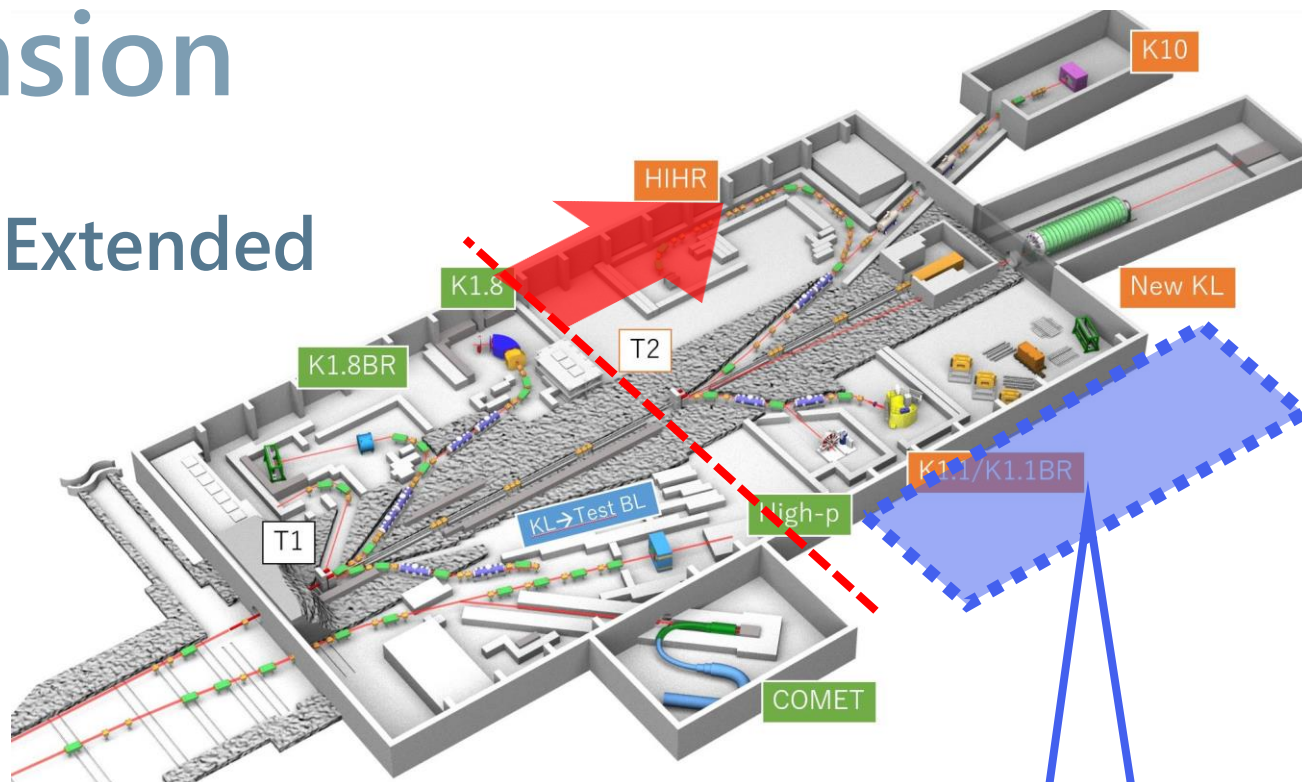 nsion
Extended
K10
HIHR
K1.8
New KL
T2
K1.8BR
K1.1/K1.1BR
KL→Test BL
High-p
T1
COMET